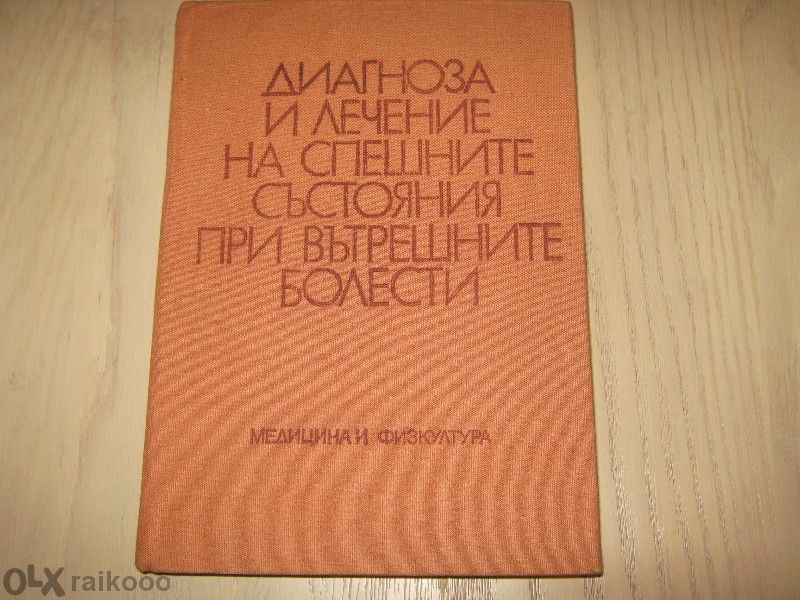 ДИАГНОЗА
И ЛЕЧЕНИЕ
НА СПЕШНИТЕ
СЪСТОЯНИЯ
ПРИ ВЪТРЕШНИТЕ
БОЛЕСТИ
МЕДИЦИНА И ФИЗКУЛТУРА
OLX raikooo